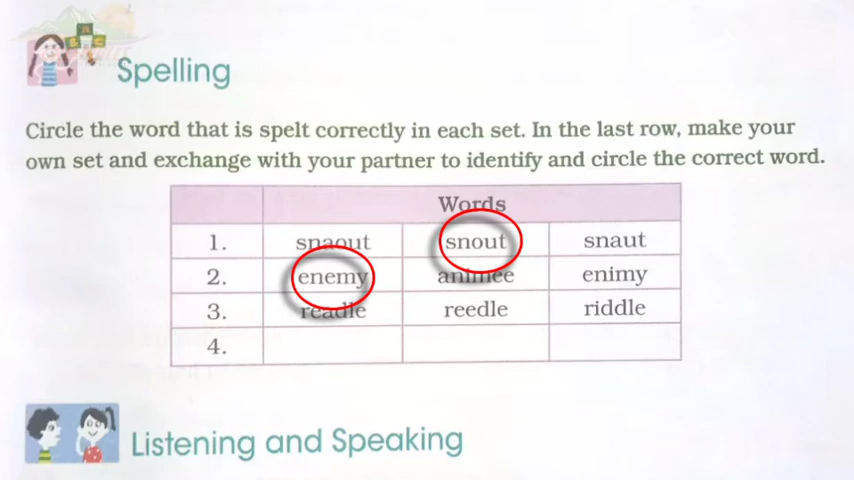 Spelling
Circle the word that is spelt correctly in each set. In the last row, make your
own set and exchange with your partner to identify and circle the correct word.
Words
1. snaout snout snaut
2. enemy animee enimy
3. readle reedle riddle
4.
Listening and Speaking